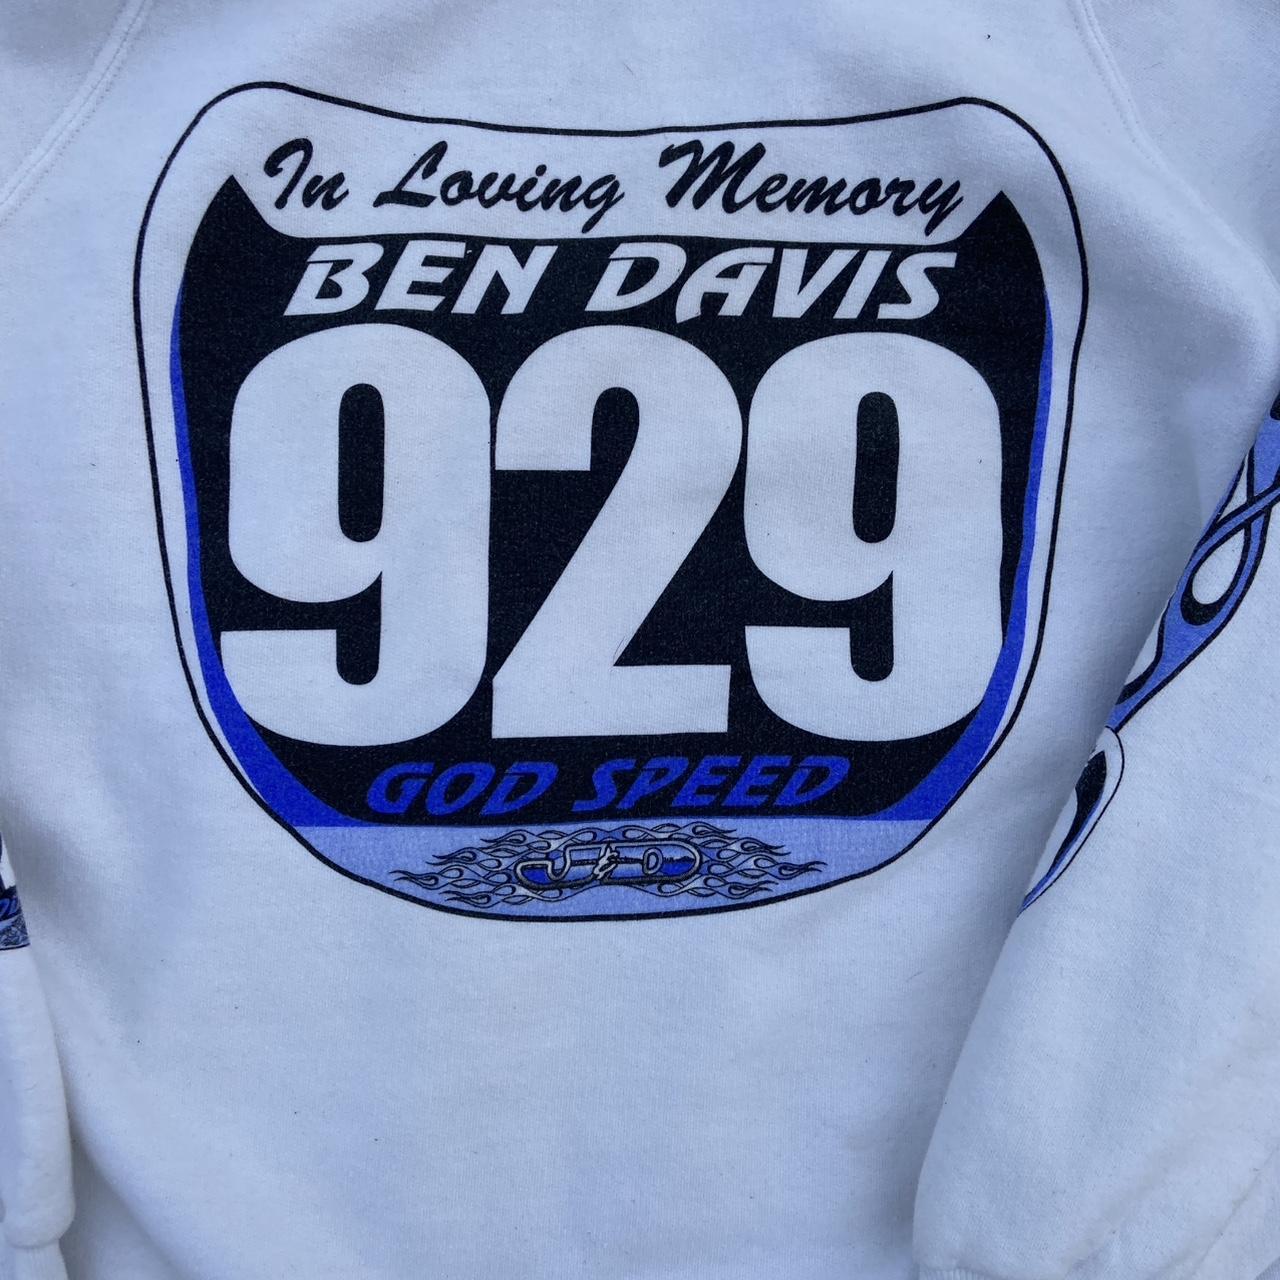 In Loving Memory
BEN DAVIS
929
GOD SPEED
J & D